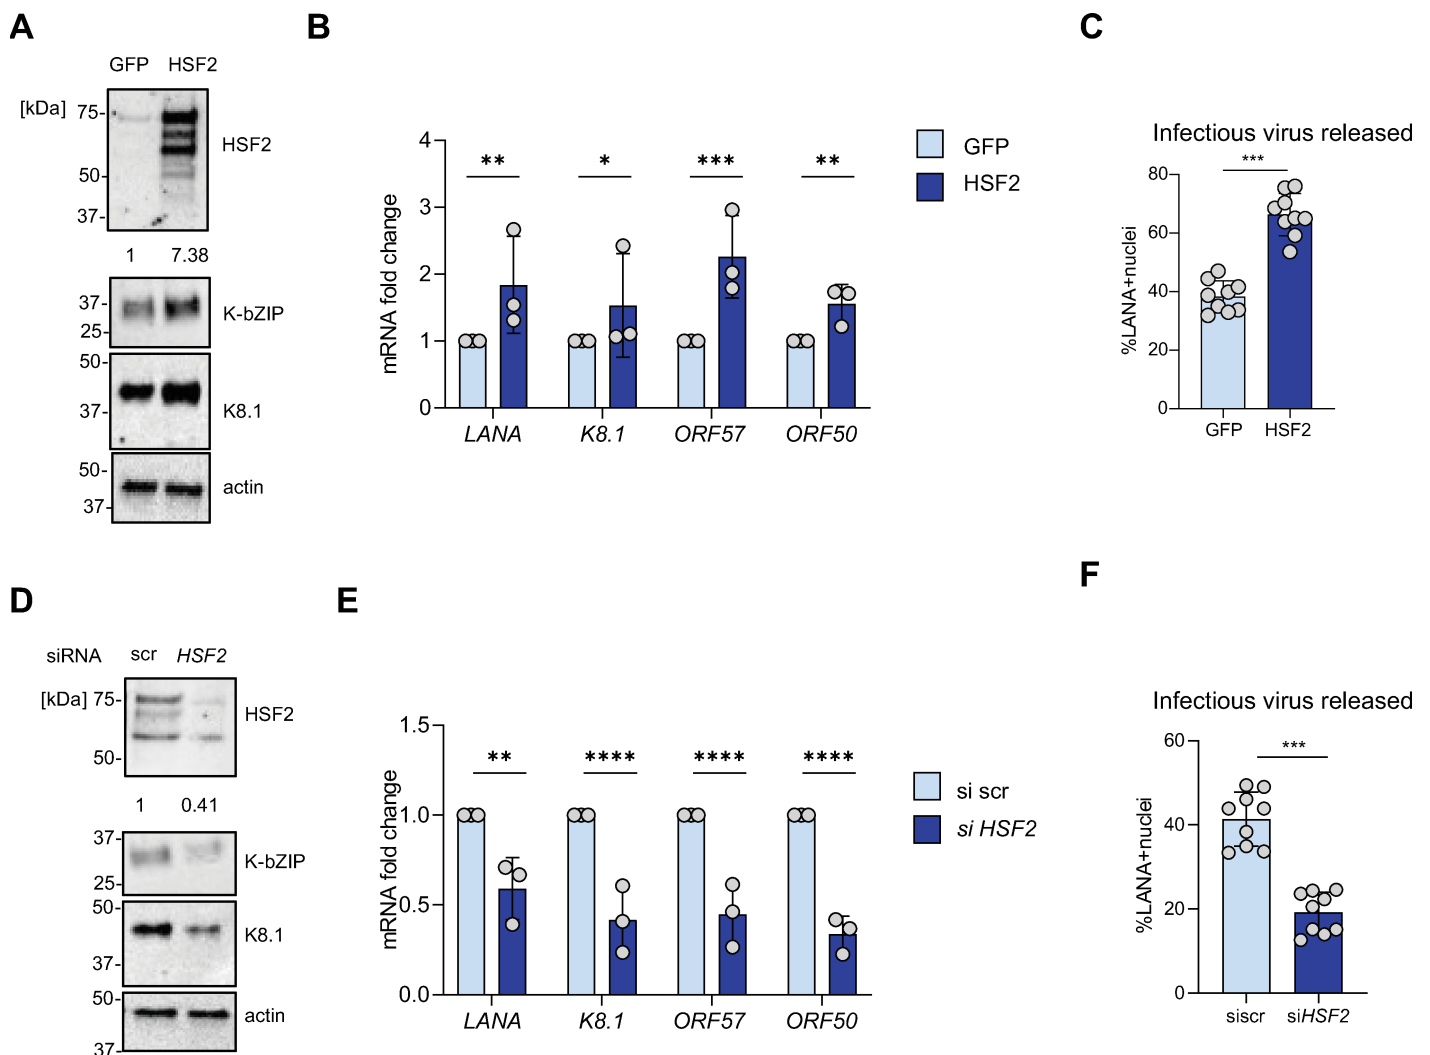 A
GFP HSF2
[kDa] 75-
HSF2
50-
37-
1 7.38
37-
K-bZIP
25-
50-
37-
K8.1
50-
actin
37-
B
mRNA fold change
4
3
2
1
0
** * *** **
LANA K8.1 ORF57 ORF50
GFP
HSF2
C
Infectious virus released
***
%LANA+nuclei
80
60
40
20
0
GFP HSF2
D
siRNA scr HSF2
[kDa] 75-
HSF2
50-
1 0.41
37-
K-bZIP
25-
50-
K8.1
37-
50-
actin
37-
E
mRNA fold change
1.5
1.0
0.5
0.0
** **** **** ****
LANA K8.1 ORF57 ORF50
si scr
si HSF2
F
Infectious virus released
***
%LANA+nuclei
60
40
20
0
siscr siHSF2